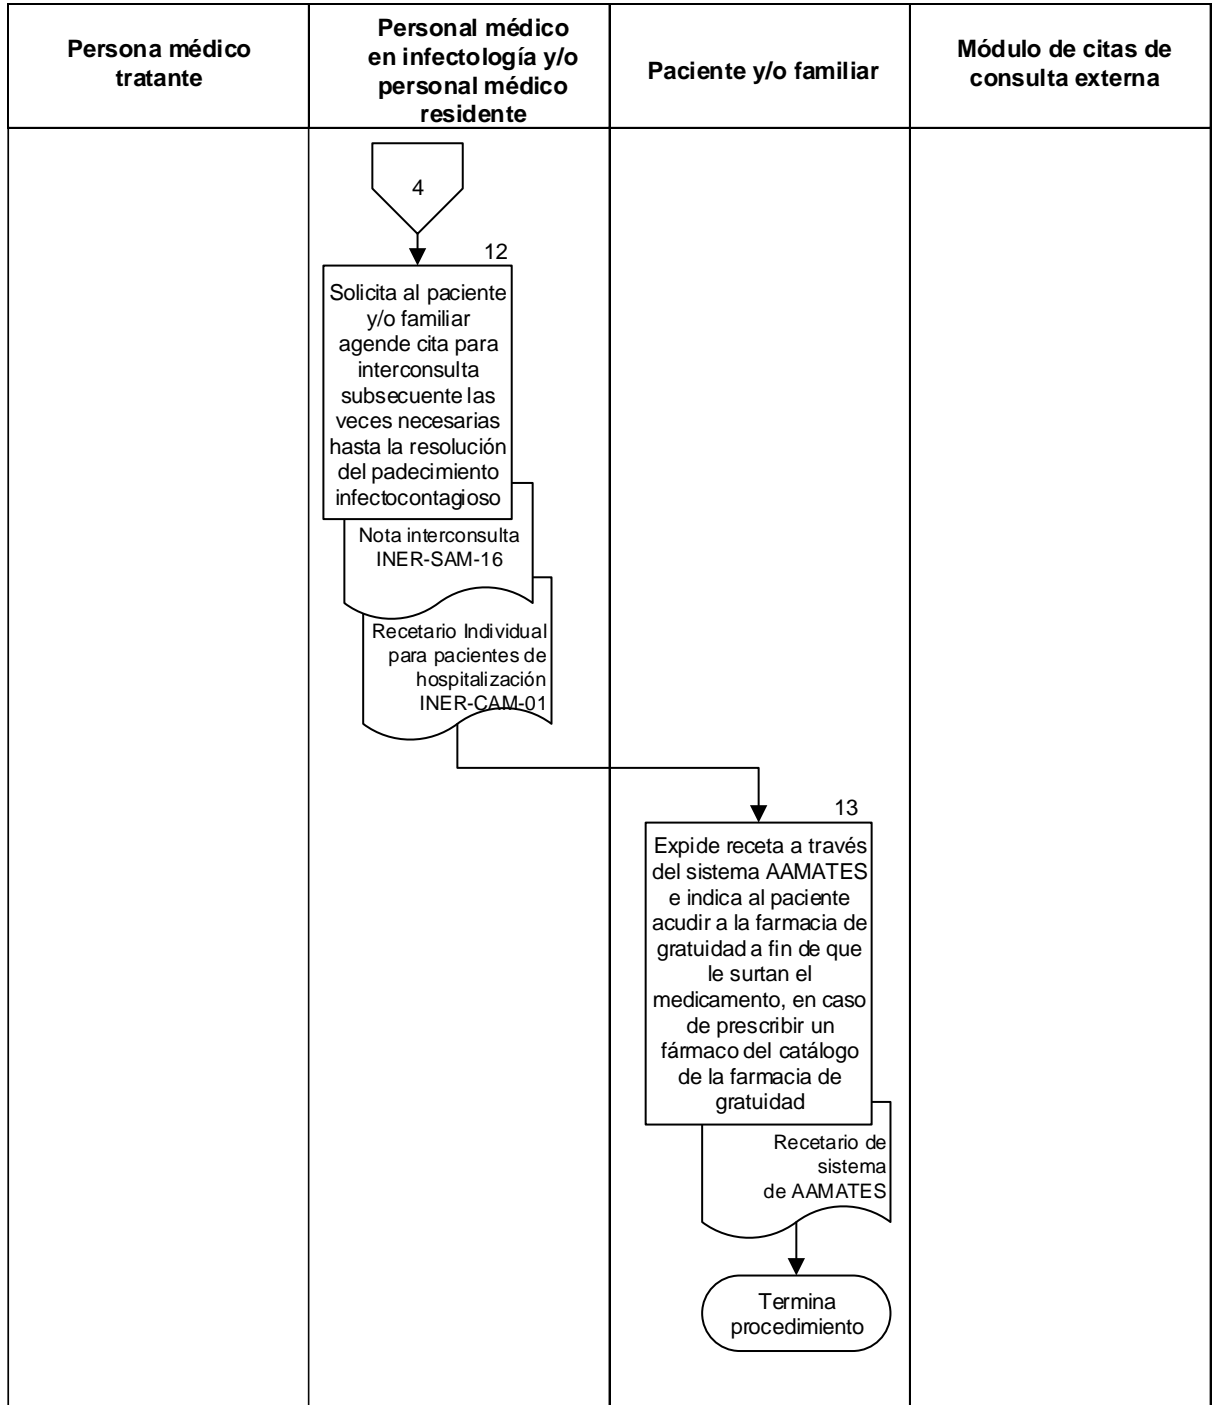 Persona médico
tratante
Personal médico
en infectología y/o
personal médico
residente
Paciente y/o familiar
Módulo de citas de
consulta externa
4
12
Solicita al paciente
y/o familiar
agende cita para
interconsulta
subsecuente las
veces necesarias
hasta la resolución
del padecimiento
infectocontagioso
Nota interconsulta
INER-SAM-16
Recetario Individual
para pacientes de
hospitalización
INER-CAM-01
13
Expide receta a través
del sistema AAMATES
e indica al paciente
acudir a la farmacia de
gratuidad a fin de que
le surtan el
medicamento, en caso
de prescribir un
fármaco del catálogo
de la farmacia de
gratuidad
Recetario de
sistema
de AAMATES
Termina
procedimiento